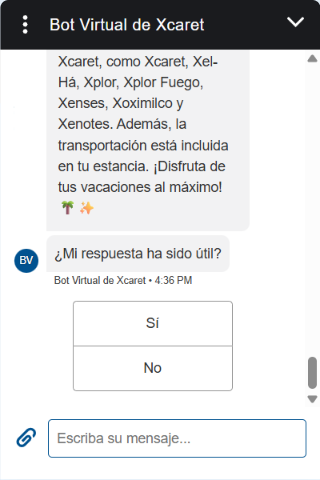 Bot Virtual de Xcaret
Xcaret, como Xcaret, Xel-
Há, Xplor, Xplor Fuego,
Xenses, Xoximilco y
Xenotes. Además, la
transportación está incluida
en tu estancia. ¡Disfruta de
tus vacaciones al máximo!
🌴 ✨
¿Mi respuesta ha sido útil?
BV
Bot Virtual de Xcaret • 4:36 PM
Sí
No
Escriba su mensaje...